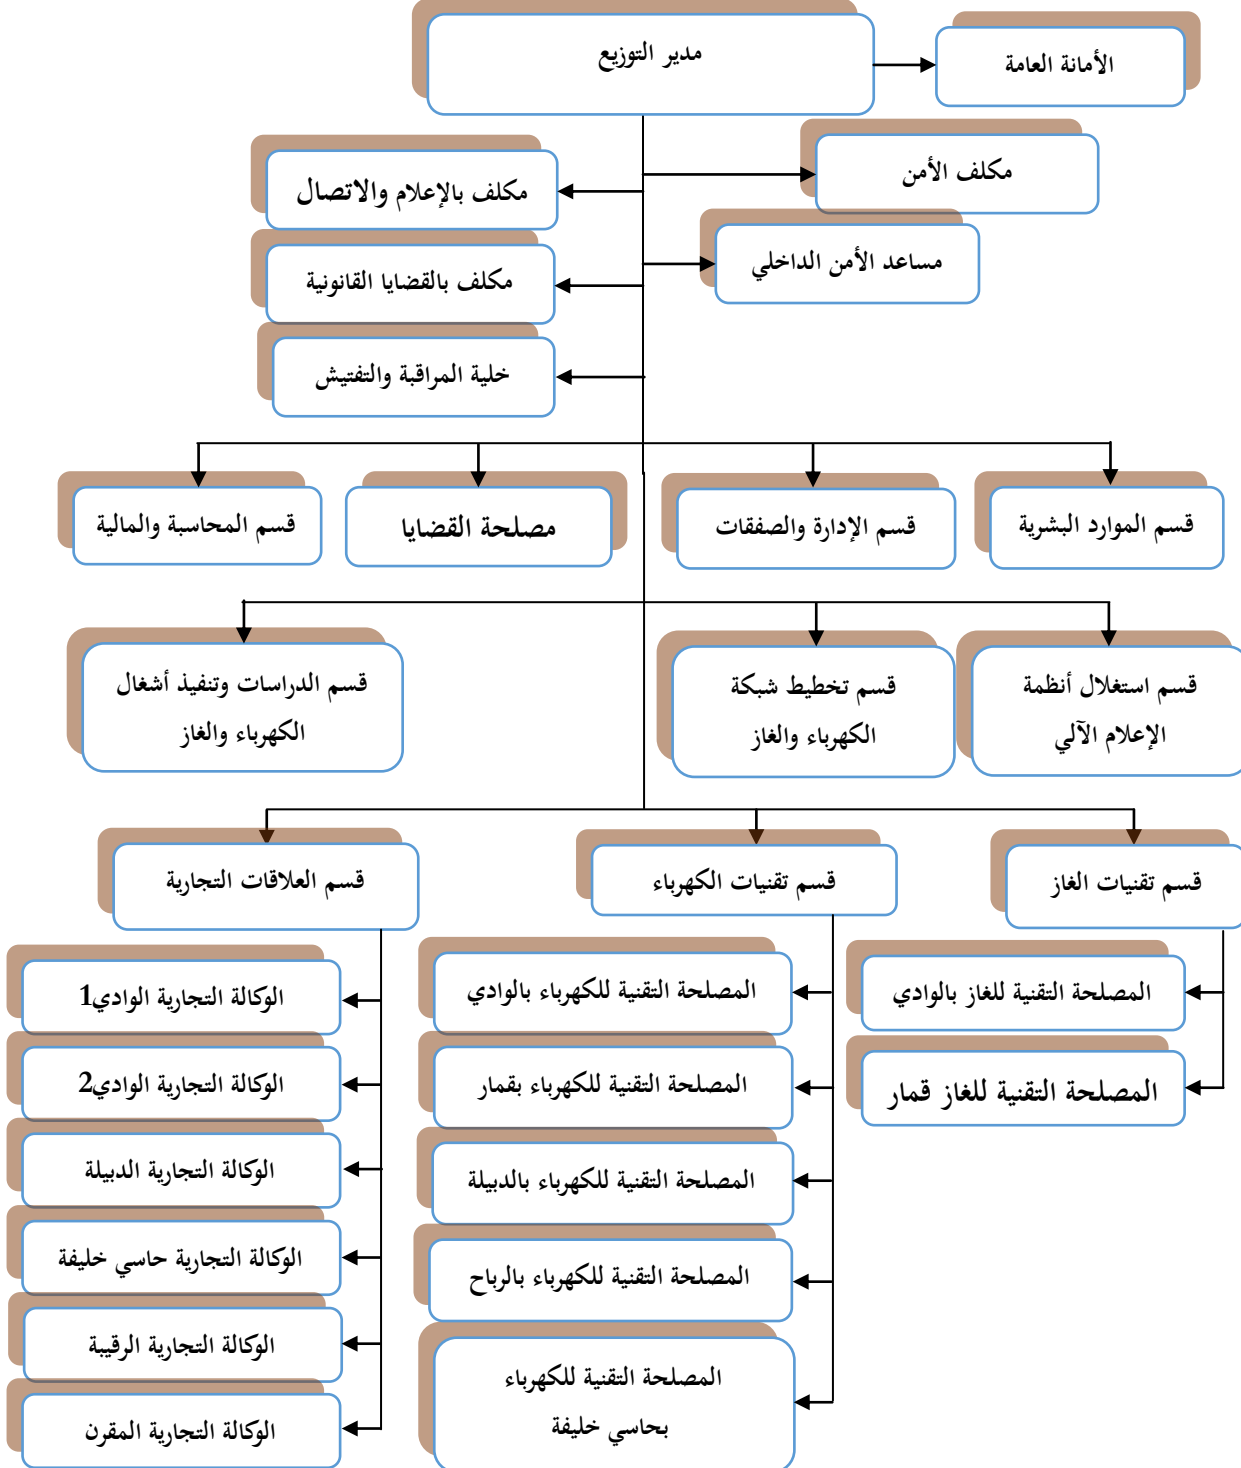 مدير التوزيع
الأمانة العامة
مكلف الأمن
مكلف بالإعلام والاتصال
مساعد الأمن الداخلي
مكلف بالقضايا القانونية
خلية المراقبة والتفتيش
قسم الموارد البشرية
قسم الإدارة والصفقات
مصلحة القضايا
قسم المحاسبة والمالية
قسم استغلال أنظمة
الإعلام الآلي
قسم تخطيط شبكة
الكهرباء والغاز
قسم الدراسات وتنفيذ أشغال
الكهرباء والغاز
قسم تقنيات الغاز
قسم تقنيات الكهرباء
قسم العلاقات التجارية
المصلحة التقنية للغاز بالوادي
المصلحة التقنية للغاز قمار
المصلحة التقنية للكهرباء بالوادي
المصلحة التقنية للكهرباء بقمار
المصلحة التقنية للكهرباء بالدبيلة
المصلحة التقنية للكهرباء بالرباح
المصلحة التقنية للكهرباء
بحاسي خليفة
الوكالة التجارية الوادي1
الوكالة التجارية الوادي2
الوكالة التجارية الدبيلة
الوكالة التجارية حاسي خليفة
الوكالة التجارية الرقيبة
الوكالة التجارية المقرن